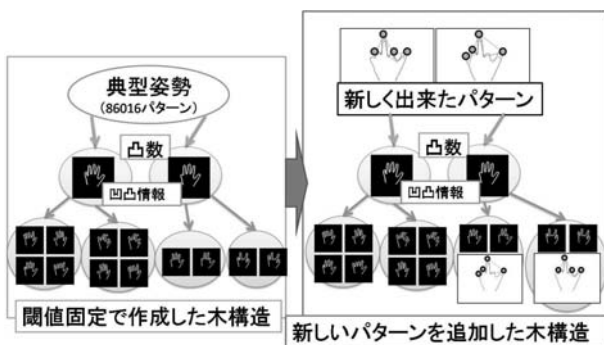 典型姿勢
(86016パターン)
凸数
凹凸情報
閾値固定で作成した木構造
新しく出来たパターン
凸数
凹凸情報
新しいパターンを追加した木構造